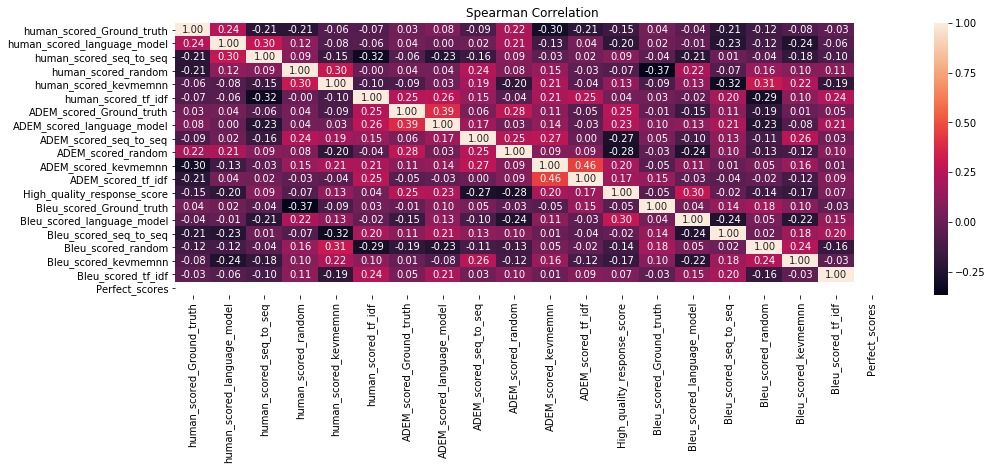 Spearman Correlation
human_scored_Ground_truth 1.00 0.24 -0.21 -0.21 -0.06 -0.07 0.03 0.08 -0.09 0.22 -0.30 -0.21 -0.15 0.04 -0.04 -0.21 -0.12 -0.08 -0.03
human_scored_language_model 0.24 1.00 0.30 0.12 -0.08 -0.06 0.04 0.00 0.02 0.21 -0.13 0.04 -0.20 0.02 -0.01 -0.23 -0.12 -0.24 -0.06
human_scored_seq_to_seq -0.21 0.30 1.00 0.09 -0.15 -0.32 -0.06 -0.23 -0.16 0.09 -0.03 0.02 0.09 -0.04 -0.21 0.01 -0.04 -0.18 -0.10
human_scored_random -0.21 0.12 0.09 1.00 0.30 -0.00 0.04 0.04 0.24 0.08 0.15 -0.03 -0.07 -0.37 0.22 -0.07 0.16 0.10 0.11
human_scored_kevmemnn -0.06 -0.08 -0.15 0.30 1.00 -0.10 -0.09 0.03 0.19 -0.20 0.21 -0.04 0.13 -0.09 0.13 -0.32 0.31 0.22 -0.19
human_scored_tf_idf -0.07 -0.06 -0.32 -0.00 -0.10 1.00 0.25 0.26 0.15 -0.04 0.21 0.25 0.04 0.03 -0.02 0.20 -0.29 0.10 0.24
ADEM_scored_Ground_truth 0.03 0.04 -0.06 0.04 -0.09 0.25 1.00 0.39 0.06 0.28 0.11 -0.05 0.25 -0.01 -0.15 0.11 -0.19 0.01 0.05
ADEM_scored_language_model 0.08 0.00 -0.23 0.04 0.03 0.26 0.39 1.00 0.17 0.03 0.14 -0.03 0.23 0.10 0.13 0.21 -0.23 -0.08 0.21
ADEM_scored_seq_to_seq -0.09 0.02 -0.16 0.24 0.19 0.15 0.06 0.17 1.00 0.25 0.27 0.00 -0.27 0.05 -0.10 0.13 -0.11 0.26 0.03
ADEM_scored_random 0.22 0.21 0.09 0.08 -0.20 -0.04 0.28 0.03 0.25 1.00 0.09 0.09 -0.28 -0.03 -0.24 0.10 -0.13 -0.12 0.10
ADEM_scored_kevmemnn -0.30 -0.13 -0.03 0.15 0.21 0.21 0.11 0.14 0.27 0.09 1.00 0.46 0.20 -0.05 0.11 0.01 0.05 0.16 0.01
ADEM_scored_tf_idf -0.21 0.04 0.02 -0.03 -0.04 0.25 -0.05 -0.03 0.00 0.09 0.46 1.00 0.17 0.15 -0.03 -0.04 -0.02 -0.12 0.09
High_quality_response_score -0.15 -0.20 0.09 -0.07 0.13 0.04 0.25 0.23 -0.27 -0.28 0.20 0.17 1.00 -0.05 0.30 -0.02 -0.14 -0.17 0.07
Bleu_scored_Ground_truth 0.04 0.02 -0.04 -0.37 -0.09 0.03 -0.01 0.10 0.05 -0.03 -0.05 0.15 -0.05 1.00 0.04 0.14 0.18 0.10 -0.03
Bleu_scored_language_model -0.04 -0.01 -0.21 0.22 0.13 -0.02 -0.15 0.13 -0.10 -0.24 0.11 -0.03 0.30 0.04 1.00 -0.24 0.05 -0.22 0.15
Bleu_scored_seq_to_seq -0.21 -0.23 0.01 -0.07 -0.32 0.20 0.11 0.21 0.13 0.10 0.01 -0.04 -0.02 0.14 -0.24 1.00 0.02 0.18 0.20
Bleu_scored_random -0.12 -0.12 -0.04 0.16 0.31 -0.29 -0.19 -0.23 -0.11 -0.13 0.05 -0.02 -0.14 0.18 0.05 0.02 1.00 0.24 -0.16
Bleu_scored_kevmemnn -0.08 -0.24 -0.18 0.10 0.22 0.10 0.01 -0.08 0.26 -0.12 0.16 -0.12 -0.17 0.10 -0.22 0.18 0.24 1.00 -0.03
Bleu_scored_tf_idf -0.03 -0.06 -0.10 0.11 -0.19 0.24 0.05 0.21 0.03 0.10 0.01 0.09 0.07 -0.03 0.15 0.20 -0.16 -0.03 1.00
Perfect_scores
human_scored_Ground_truth
human_scored_language_model
human_scored_seq_to_seq
human_scored_random
human_scored_kevmemnn
human_scored_tf_idf
ADEM_scored_Ground_truth
ADEM_scored_language_model
ADEM_scored_seq_to_seq
ADEM_scored_random
ADEM_scored_kevmemnn
ADEM_scored_tf_idf
High_quality_response_score
Bleu_scored_Ground_truth
Bleu_scored_language_model
Bleu_scored_seq_to_seq
Bleu_scored_random
Bleu_scored_kevmemnn
Bleu_scored_tf_idf
Perfect_scores
1.00
0.75
0.50
0.25
0.00
-0.25